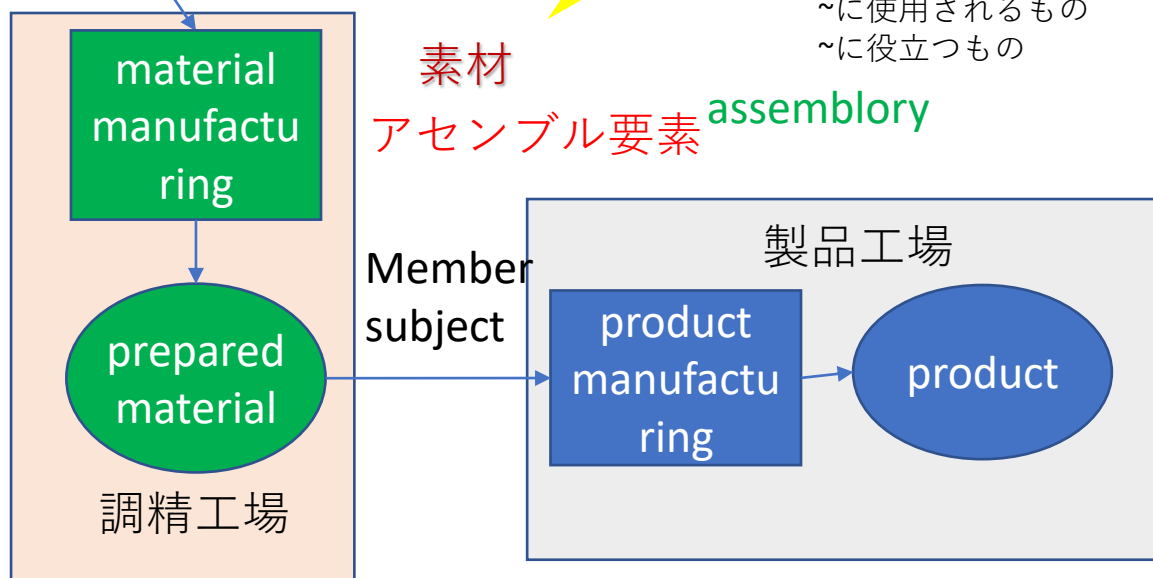 ~に使用されるもの
~に役立つもの
material
manufactu
ring
素材
アセンブル要素
assemblory
製品工場
Member
subject
prepared
material
product
manufactu
ring
product
調精工場